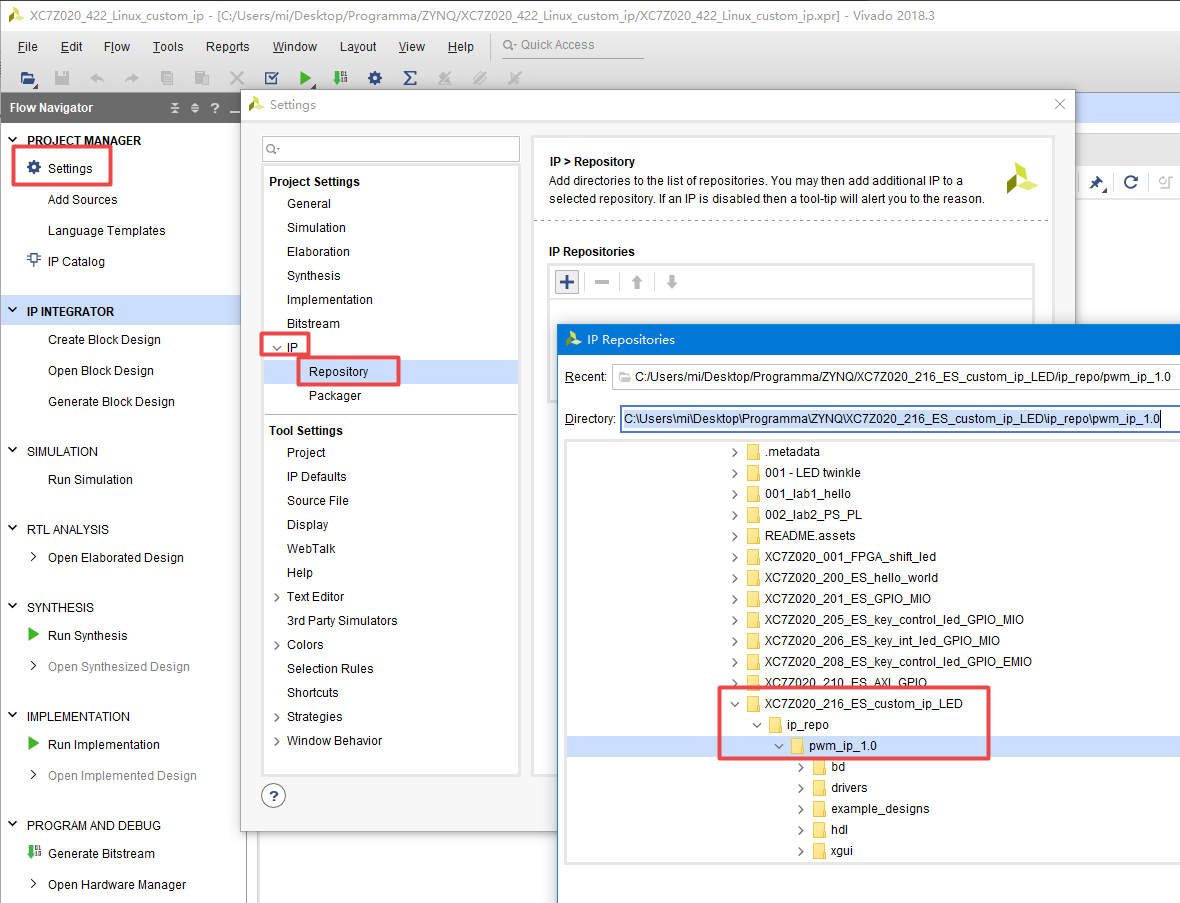 XC7Z020_422_Linux_custom_ip - [C:/Users/mi/Desktop/Programma/ZYNQ/XC7Z020_422_Linux_custom_ip/XC7Z020_422_Linux_custom_ip.xpr] - Vivado 2018.3
File Edit Flow Tools Reports Window Layout View Help Quick Access
Flow Navigator
PROJECT MANAGER
Settings
Add Sources
Language Templates
IP Catalog
IP INTEGRATOR
Create Block Design
Open Block Design
Generate Block Design
SIMULATION
Run Simulation
RTL ANALYSIS
Open Elaborated Design
SYNTHESIS
Run Synthesis
Open Synthesized Design
IMPLEMENTATION
Run Implementation
Open Implemented Design
PROGRAM AND DEBUG
Generate Bitstream
Open Hardware Manager
Settings
Project Settings
General
Simulation
Elaboration
Synthesis
Implementation
Bitstream
IP
Repository
Packager
Tool Settings
Project
IP Defaults
Source File
Display
WebTalk
Help
Text Editor
3rd Party Simulators
Colors
Selection Rules
Shortcuts
Strategies
Window Behavior
IP > Repository
Add directories to the list of repositories. You may then add additional IP to a
selected repository. If an IP is disabled then a tool-tip will alert you to the reason.
IP Repositories
IP Repositories
Recent: C:/Users/mi/Desktop/Programma/ZYNQ/XC7Z020_216_ES_custom_ip_LED/ip_repo/pwm_ip_1.0
Directory: C:\Users\mi\Desktop\Programma\ZYNQ\XC7Z020_216_ES_custom_ip_LED\ip_repo\pwm_ip_1.0
.metadata
001 - LED twinkle
001_lab1_hello
002_lab2_PS_PL
README.assets
XC7Z020_001_FPGA_shift_led
XC7Z020_200_ES_hello_world
XC7Z020_201_ES_GPIO_MIO
XC7Z020_205_ES_key_control_led_GPIO_MIO
XC7Z020_206_ES_key_int_led_GPIO_MIO
XC7Z020_208_ES_key_control_led_GPIO_EMIO
XC7Z020_210_ES_AXI_GPIO
XC7Z020_216_ES_custom_ip_LED
ip_repo
pwm_ip_1.0
bd
drivers
example_designs
hdl
xgui